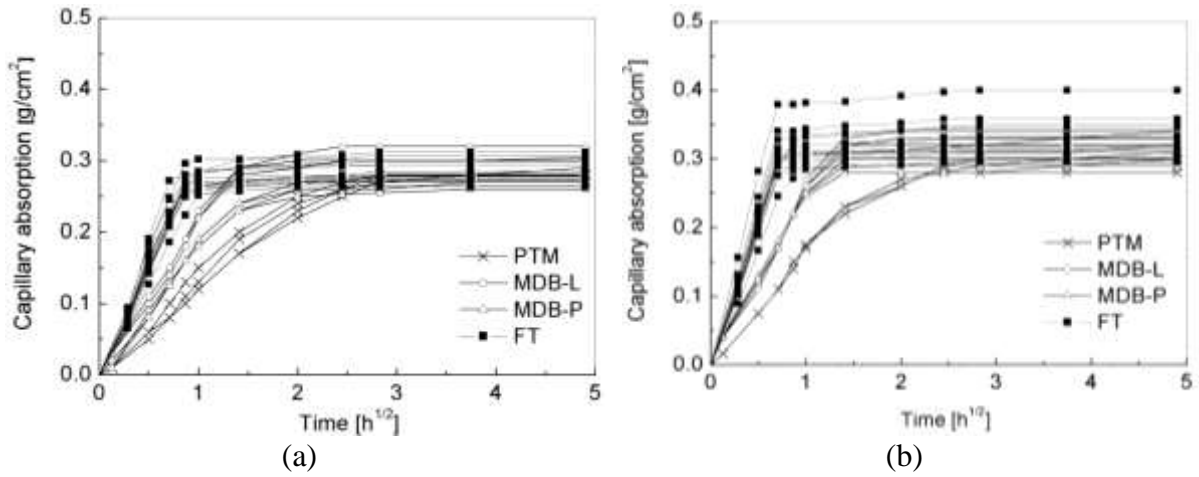 0.5
0.4
0.3
0.2
0.1
0.0
Capillary absorption [g/cm²]
PTM
MDB-L
MDB-P
FT
0 1 2 3 4 5
Time [h^1/2]
(a)
0.5
0.4
0.3
0.2
0.1
0.0
Capillary absorption [g/cm²]
PTM
MDB-L
MDB-P
FT
0 1 2 3 4 5
Time [h^1/2]
(b)